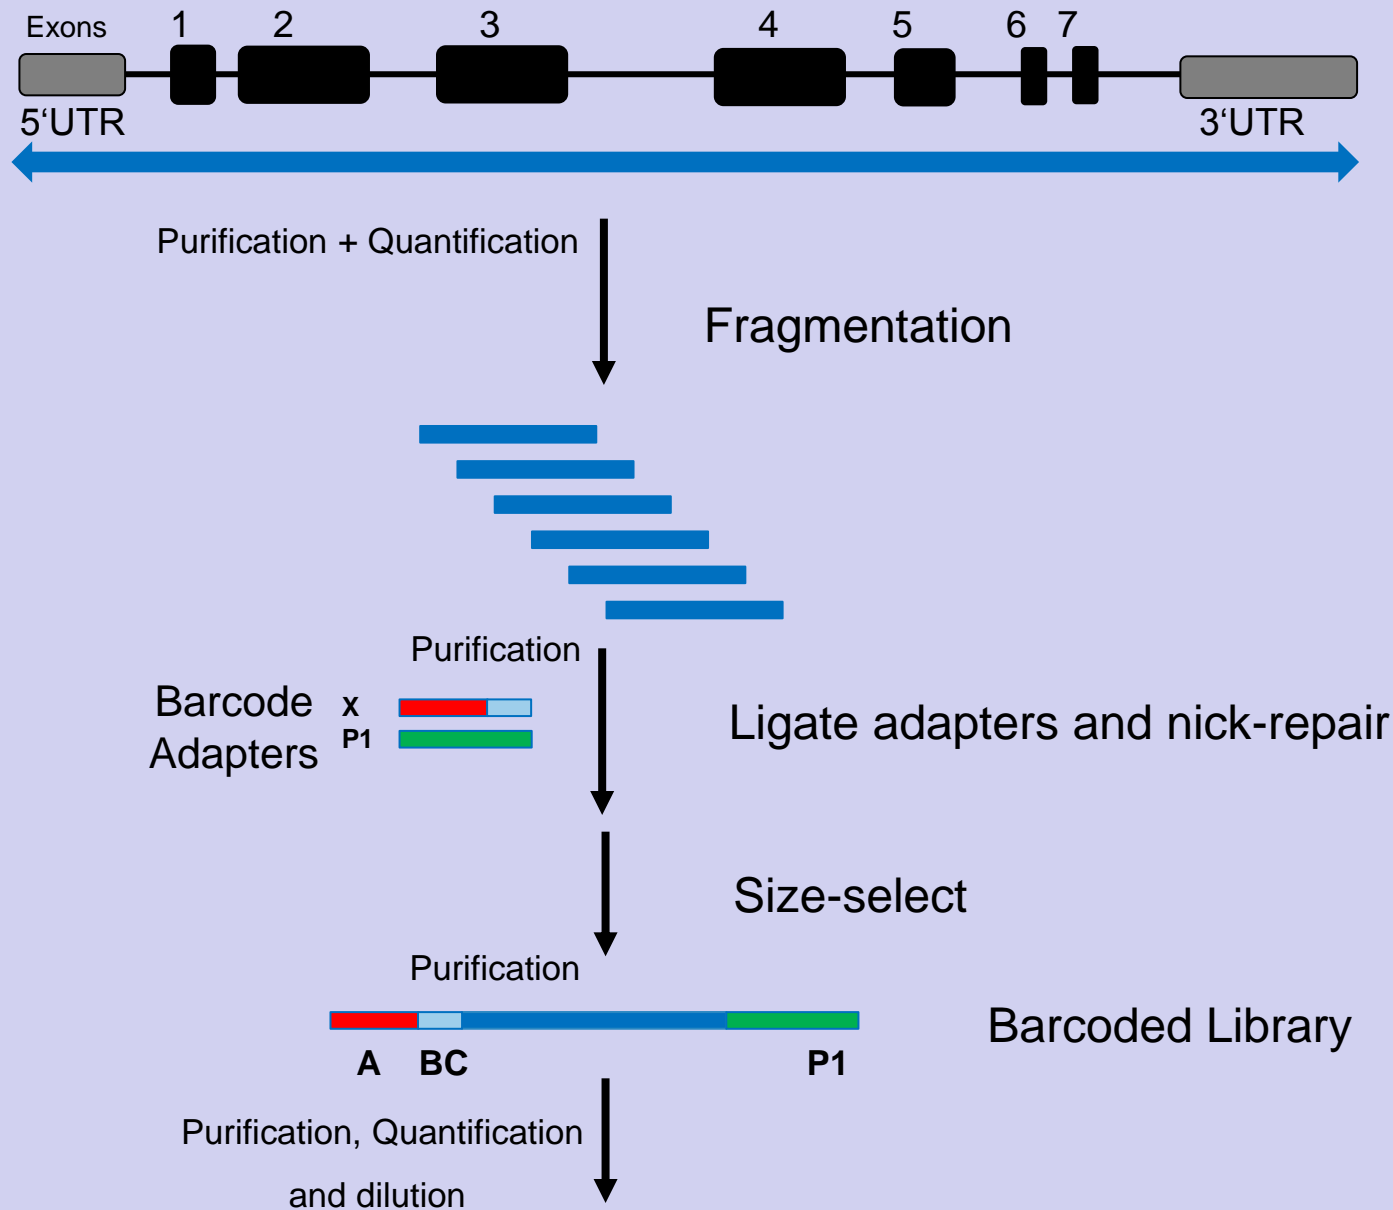 Exons 1 2 3 4 5 6 7
5‘UTR 3‘UTR
Purification + Quantification
Fragmentation
Purification
Barcode X
Adapters P1
Ligate adapters and nick-repair
Size-select
Purification
Barcoded Library
A BC P1
Purification, Quantification
and dilution